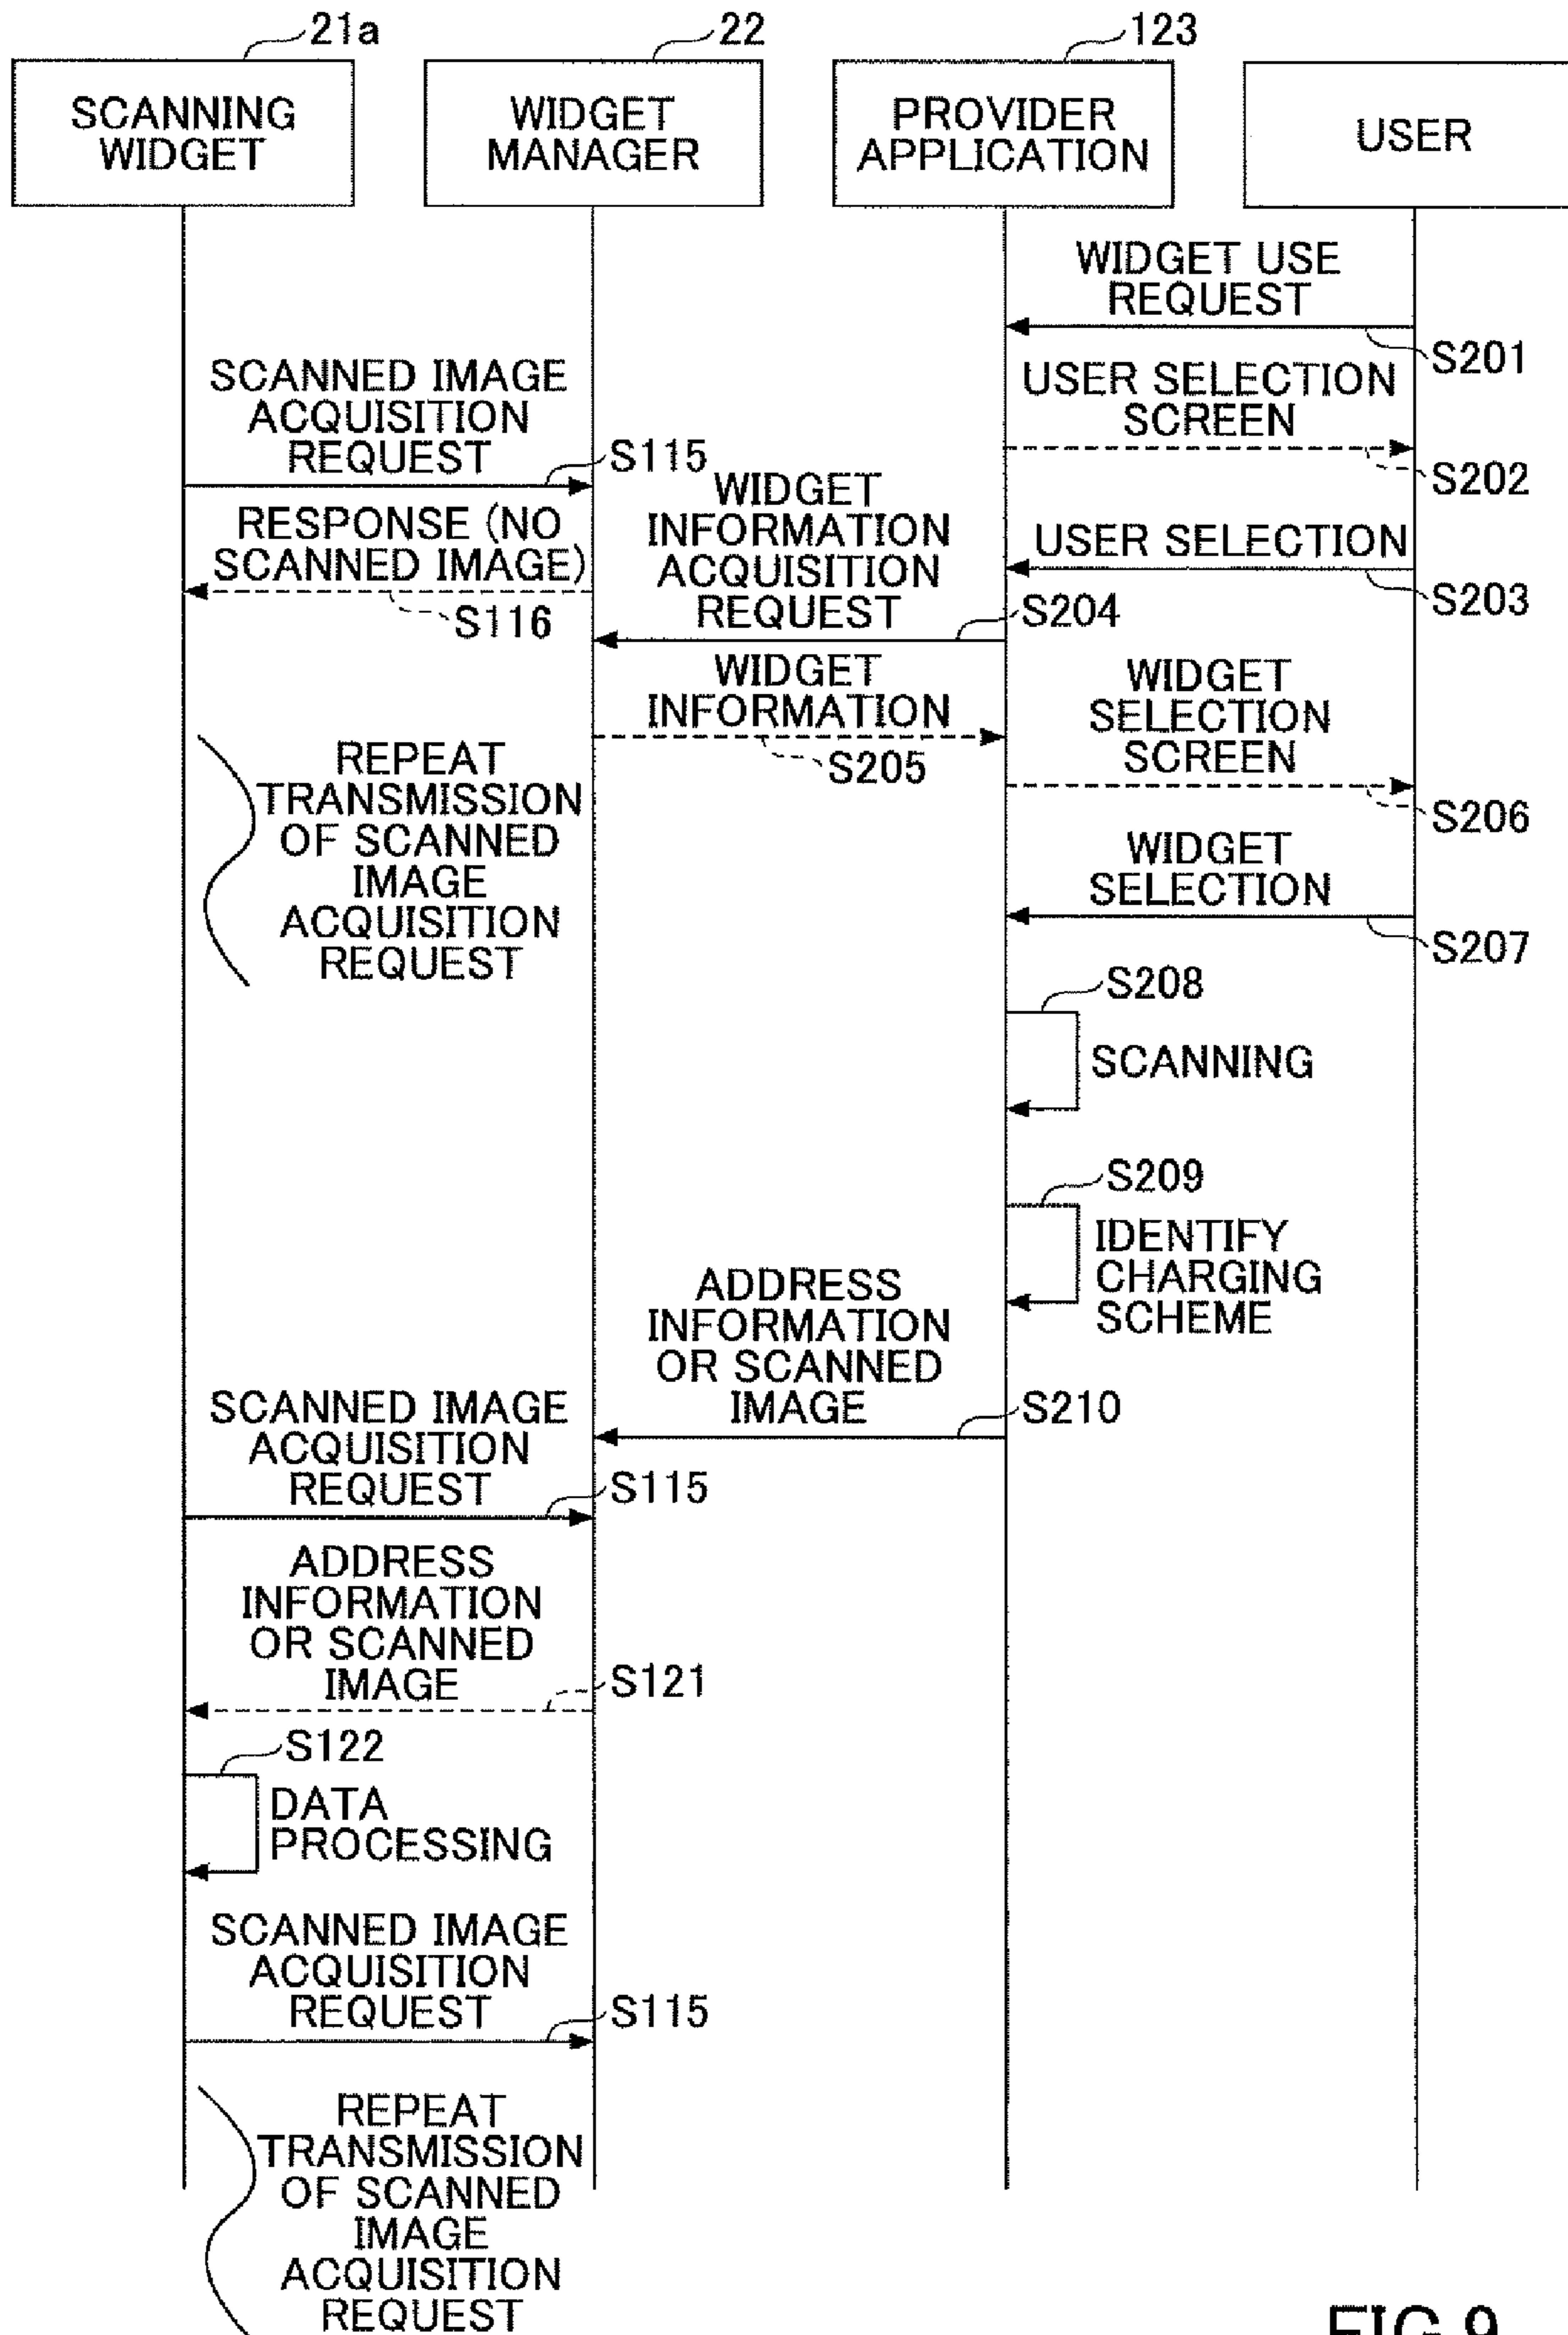 21a
22
123
SCANNING
WIDGET
WIDGET
MANAGER
PROVIDER
APPLICATION
USER
WIDGET USE
REQUEST
S201
SCANNED IMAGE
ACQUISITION
REQUEST
S115
USER SELECTION
SCREEN
S202
RESPONSE (NO
SCANNED IMAGE)
S116
WIDGET
INFORMATION
ACQUISITION
REQUEST
S204
USER SELECTION
S203
WIDGET
INFORMATION
S205
WIDGET
SELECTION
SCREEN
S206
REPEAT
TRANSMISSION
OF SCANNED
IMAGE
ACQUISITION
REQUEST
WIDGET
SELECTION
S207
S208
SCANNING
S209
IDENTIFY
CHARGING
SCHEME
ADDRESS
INFORMATION
OR SCANNED
IMAGE
S210
SCANNED IMAGE
ACQUISITION
REQUEST
S115
ADDRESS
INFORMATION
OR SCANNED
IMAGE
S121
S122
DATA
PROCESSING
SCANNED IMAGE
ACQUISITION
REQUEST
S115
REPEAT
TRANSMISSION
OF SCANNED
IMAGE
ACQUISITION
REQUEST
FIG.9